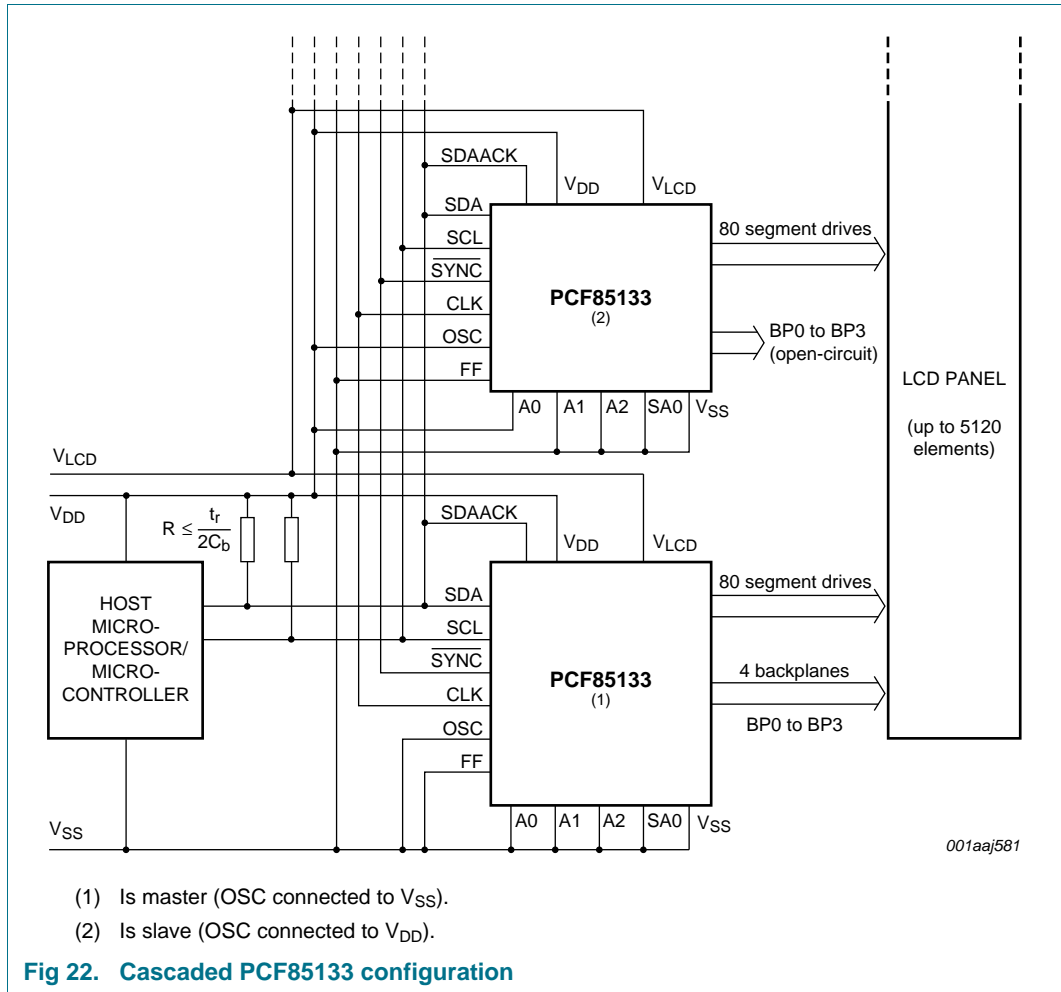 SDAACK
VDD
VLCD
SDA
SCL
SYNC
CLK
OSC
FF
PCF85133
(2)
80 segment drives
BP0 to BP3
(open-circuit)
A0 A1 A2 SA0 VSS
LCD PANEL
(up to 5120
elements)
VLCD
VDD
R ≤ tr
2Cb
HOST
MICRO-
PROCESSOR/
MICRO-
CONTROLLER
SDAACK
VDD
VLCD
SDA
SCL
SYNC
CLK
OSC
FF
PCF85133
(1)
80 segment drives
4 backplanes
BP0 to BP3
A0 A1 A2 SA0 VSS
VSS
001aaj581
(1) Is master (OSC connected to VSS).
(2) Is slave (OSC connected to VDD).
Fig 22. Cascaded PCF85133 configuration